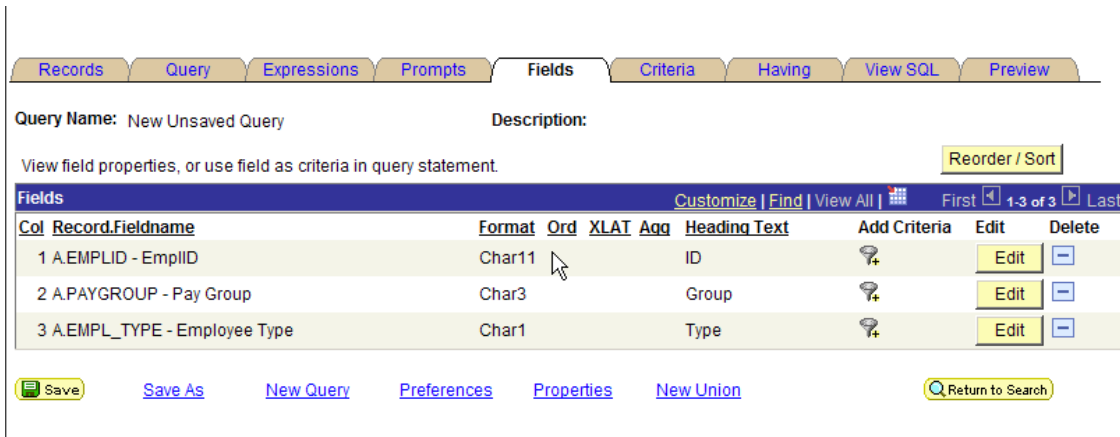 Records Query Expressions Prompts Fields Criteria Having View SQL Preview
Query Name: New Unsaved Query Description:
View field properties, or use field as criteria in query statement. Reorder / Sort
Fields Customize | Find | View All | First 1-3 of 3 Last
Col Record.Fieldname Format Ord XLAT Agg Heading Text Add Criteria Edit Delete
1 A.EMPLID - EmplID Char11 ID Edit
2 A.PAYGROUP - Pay Group Char3 Group Edit
3 A.EMPL_TYPE - Employee Type Char1 Type Edit
Save Save As New Query Preferences Properties New Union Return to Search